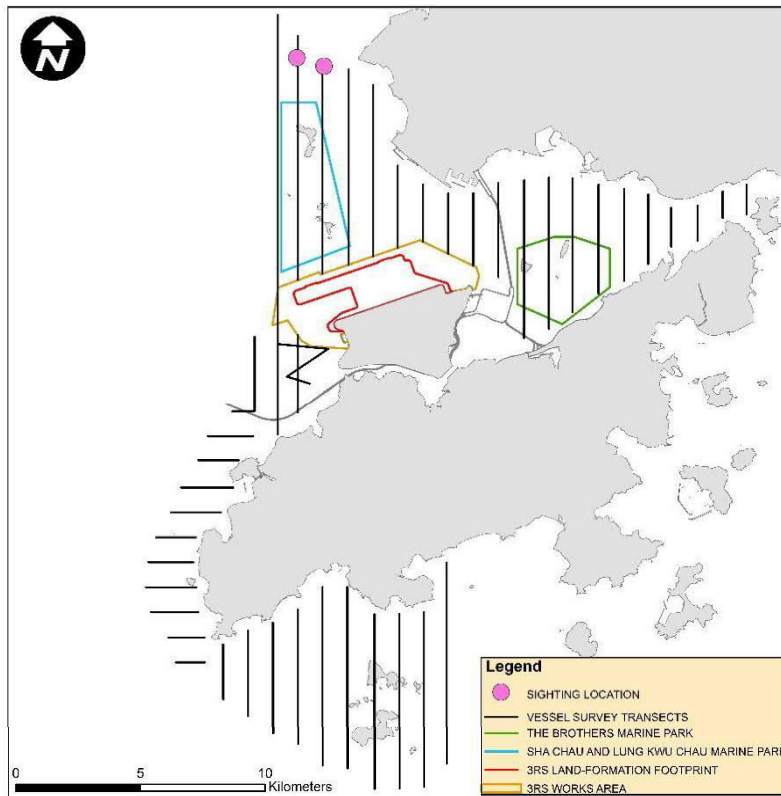 N
Legend
SIGHTING LOCATION
VESSEL SURVEY TRANSECTS
THE BROTHERS MARINE PARK
SHA CHAU AND LUNG KWU CHAU MARINE PARK
3RS LAND-FORMATION FOOTPRINT
3RS WORKS AREA
0 5 10
Kilometers